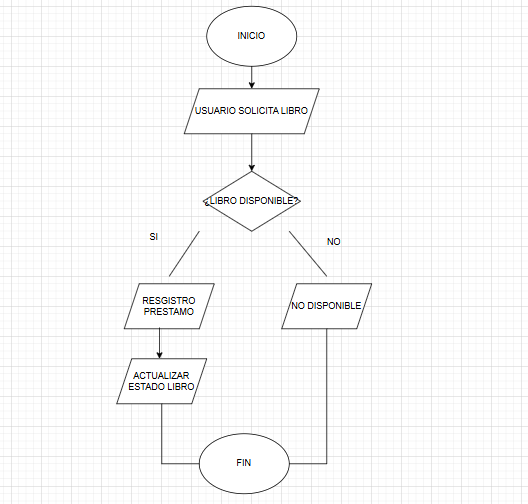 INICIO
USUARIO SOLICITA LIBRO
¿LIBRO DISPONIBLE?
SI
NO
RESGISTRO
PRESTAMO
NO DISPONIBLE
ACTUALIZAR
ESTADO LIBRO
FIN